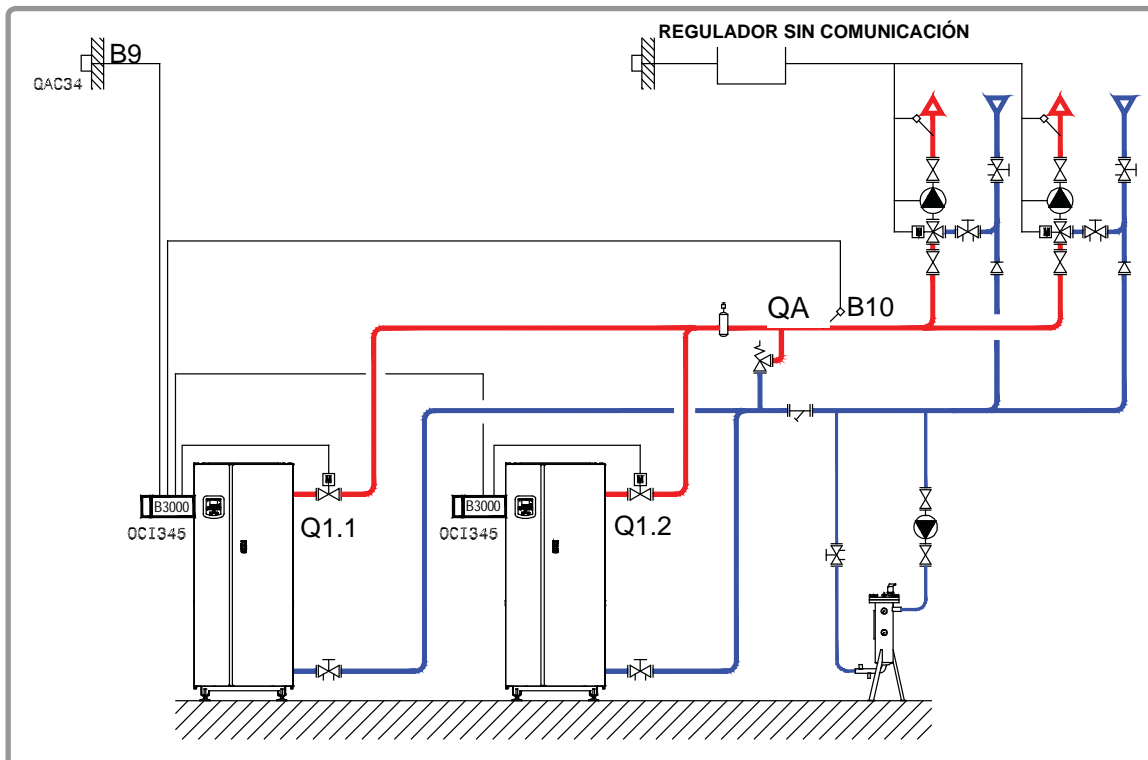 REGULADOR SIN COMUNICACIÓN
B9
QAC34
QA
B10
M
M
M
M
B3000
B3000
OCI345
Q1.1
OCI345
Q1.2